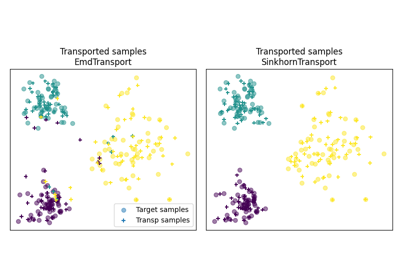 Transported samples
EmdTransport
Transported samples
SinkhornTransport
Target samples
Transp samples